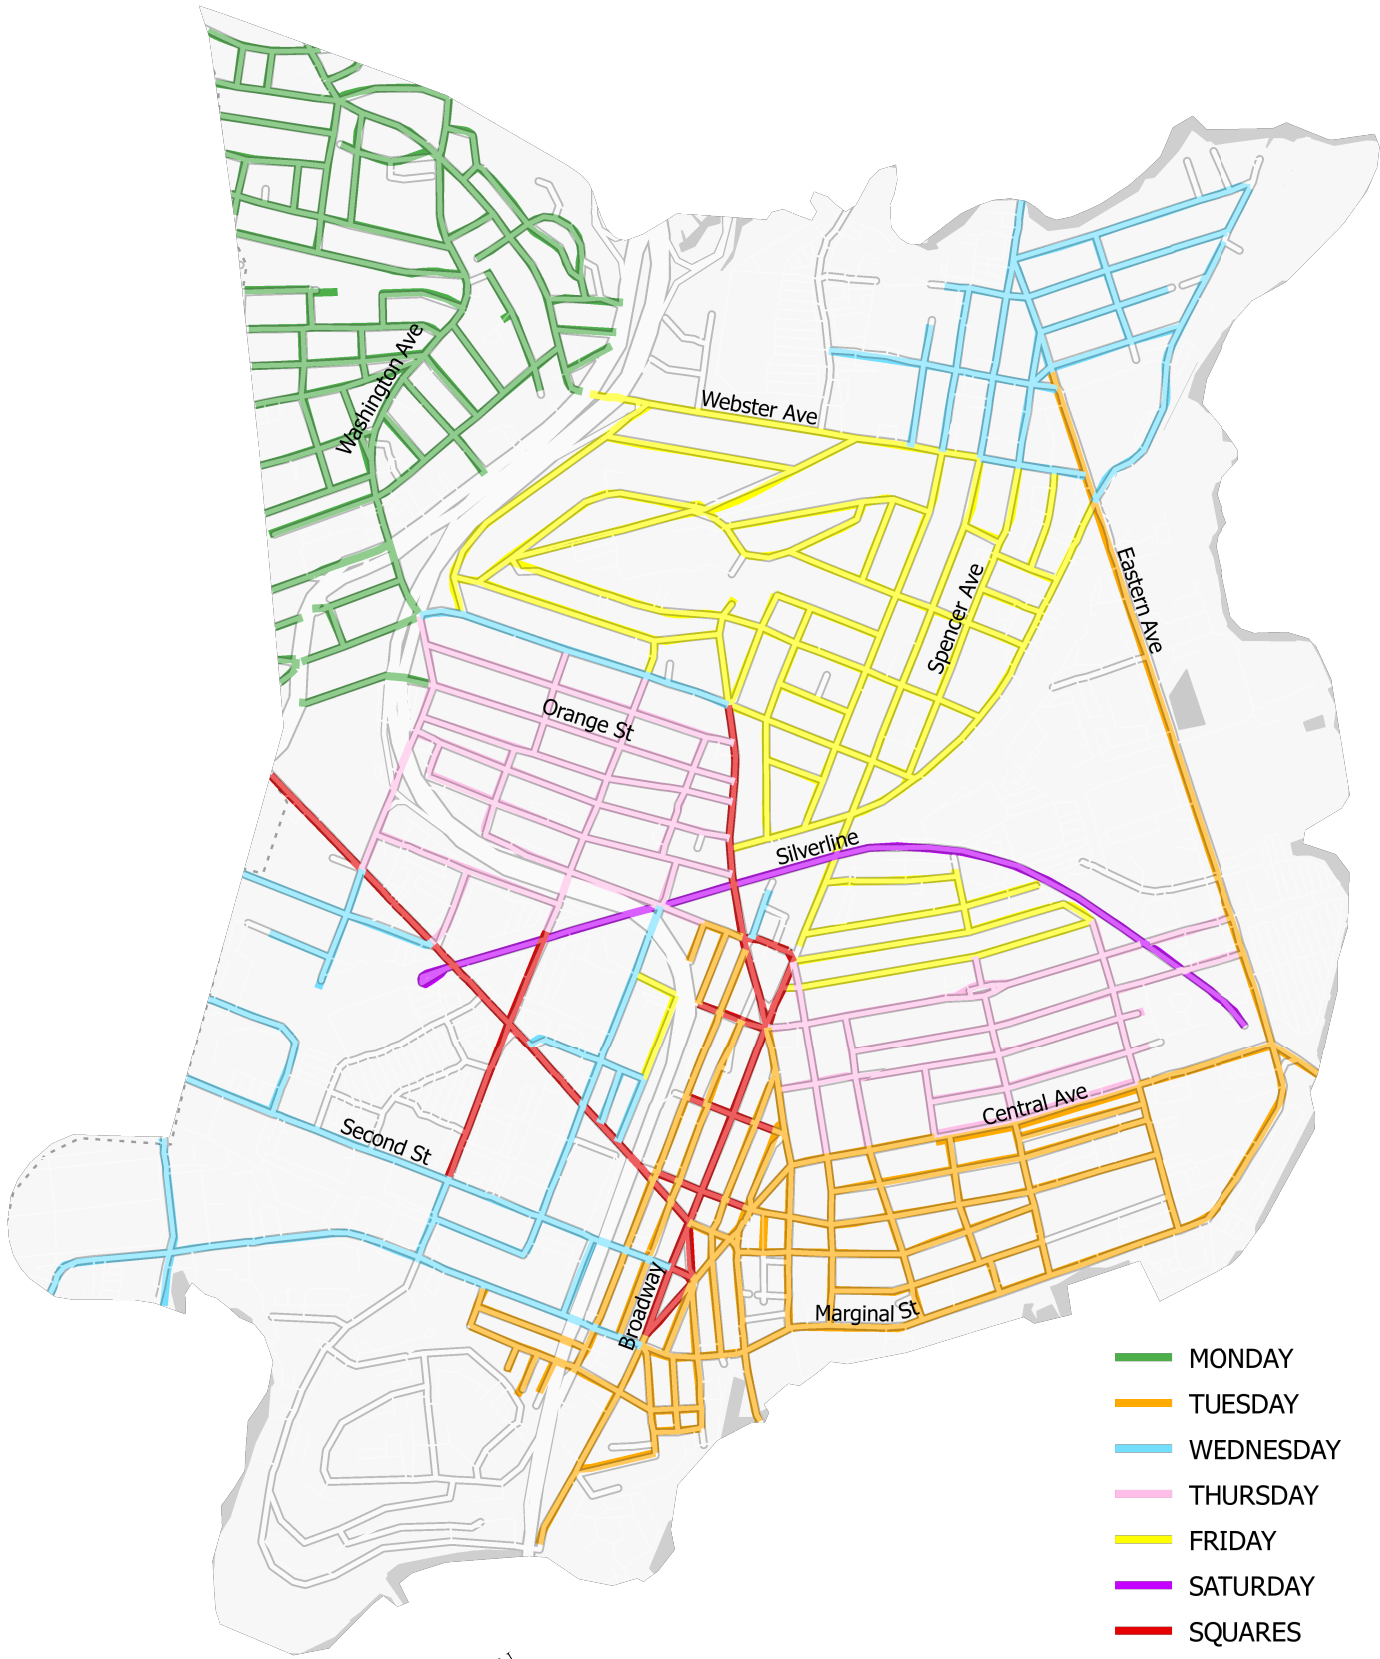 Washington Ave
Webster Ave
Eastern Ave
Spencer Ave
Orange St
Silverline
Central Ave
Second St
Broadway
Marginal St
MONDAY
TUESDAY
WEDNESDAY
THURSDAY
FRIDAY
SATURDAY
SQUARES